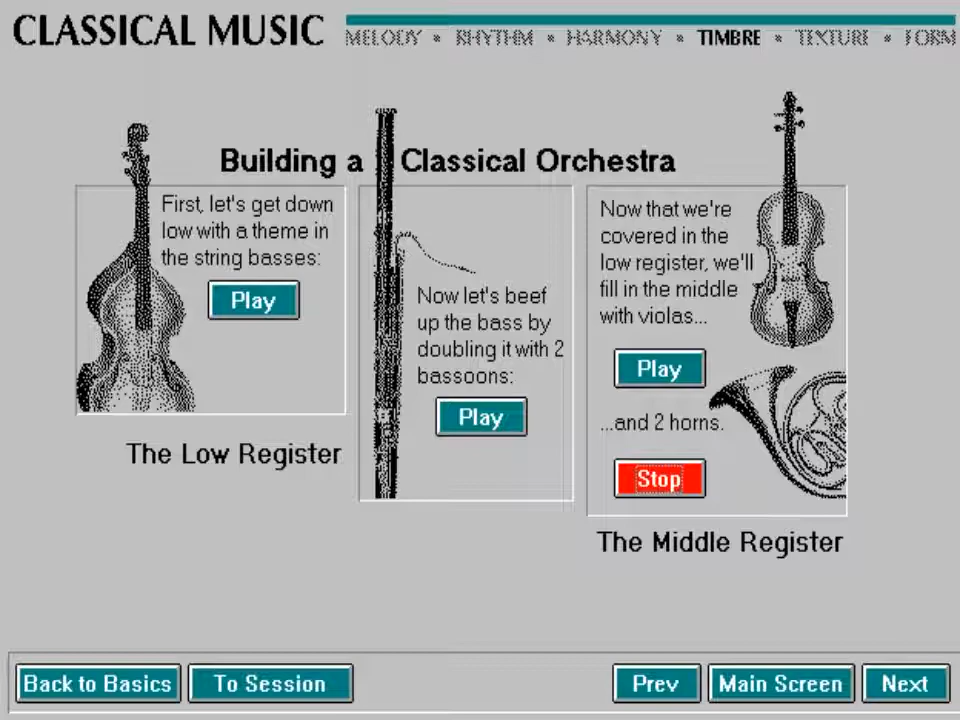 CLASSICAL MUSIC
MELODY • RHYTHM • HARMONY • TIMBRE • TEXTURE • FORM
Building a Classical Orchestra
First, let's get down
low with a theme in
the string basses:
Play
The Low Register
Now let's beef
up the bass by
doubling it with 2
bassoons:
Play
Now that we're
covered in the
low register, we'll
fill in the middle
with violas...
Play
...and 2 horns.
Stop
The Middle Register
Back to Basics
To Session
Prev
Main Screen
Next